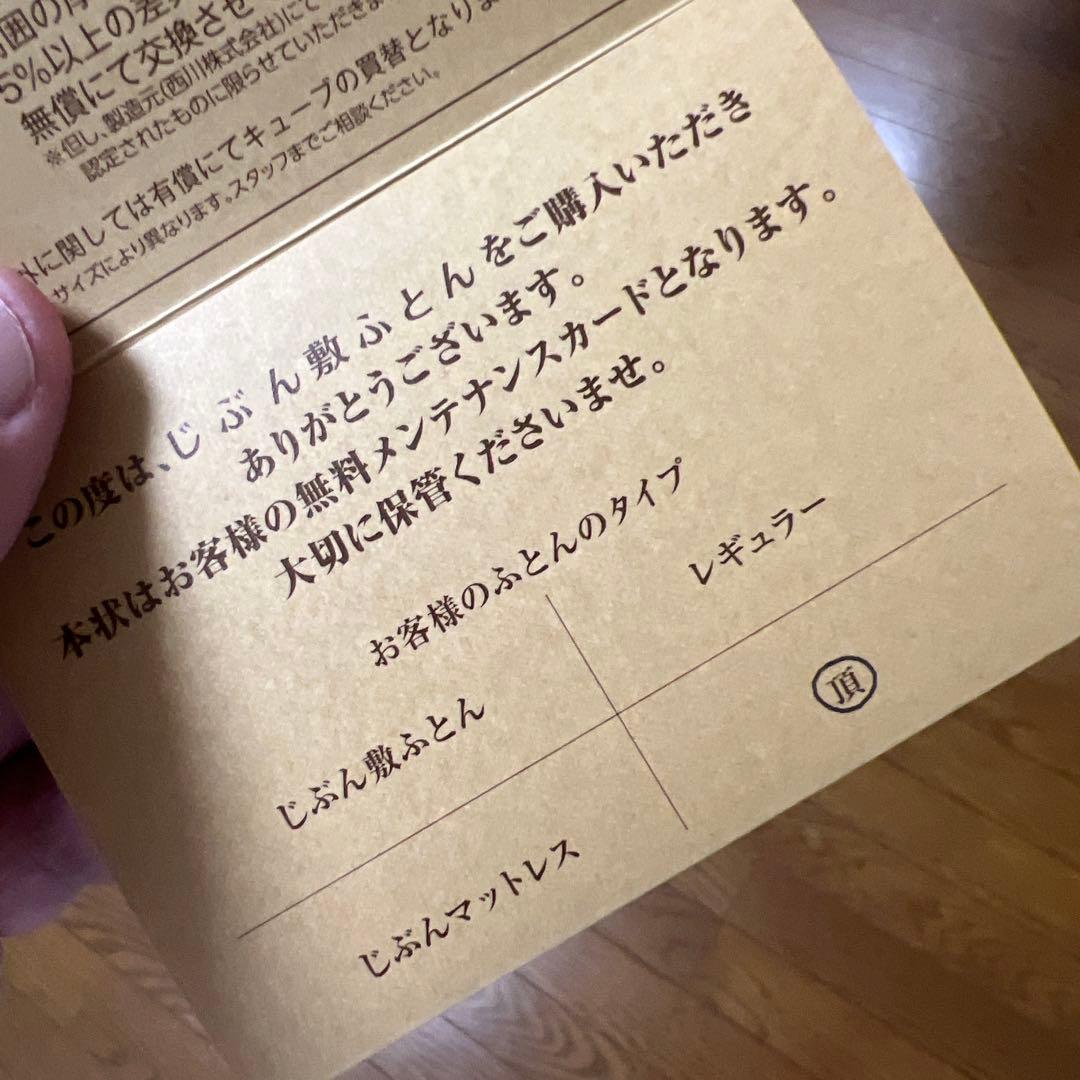 囲の
5%以上の差
無償にて交換させ
※但し、製造元(西川株式会社)にて
認定されたものに限らせていただきま
外に関しては有償にてキューブの買替となりま
サイズにより異なります。スタッフまでご相談ください。
この度は、じぶん敷ふとんをご購入いただき
ありがとうございます。
本状はお客様の無料メンテナンスカードとなります。
大切に保管くださいませ。
お客様のふとんのタイプ
じぶん敷ふとん
レギュラー
じぶんマットレス
頂